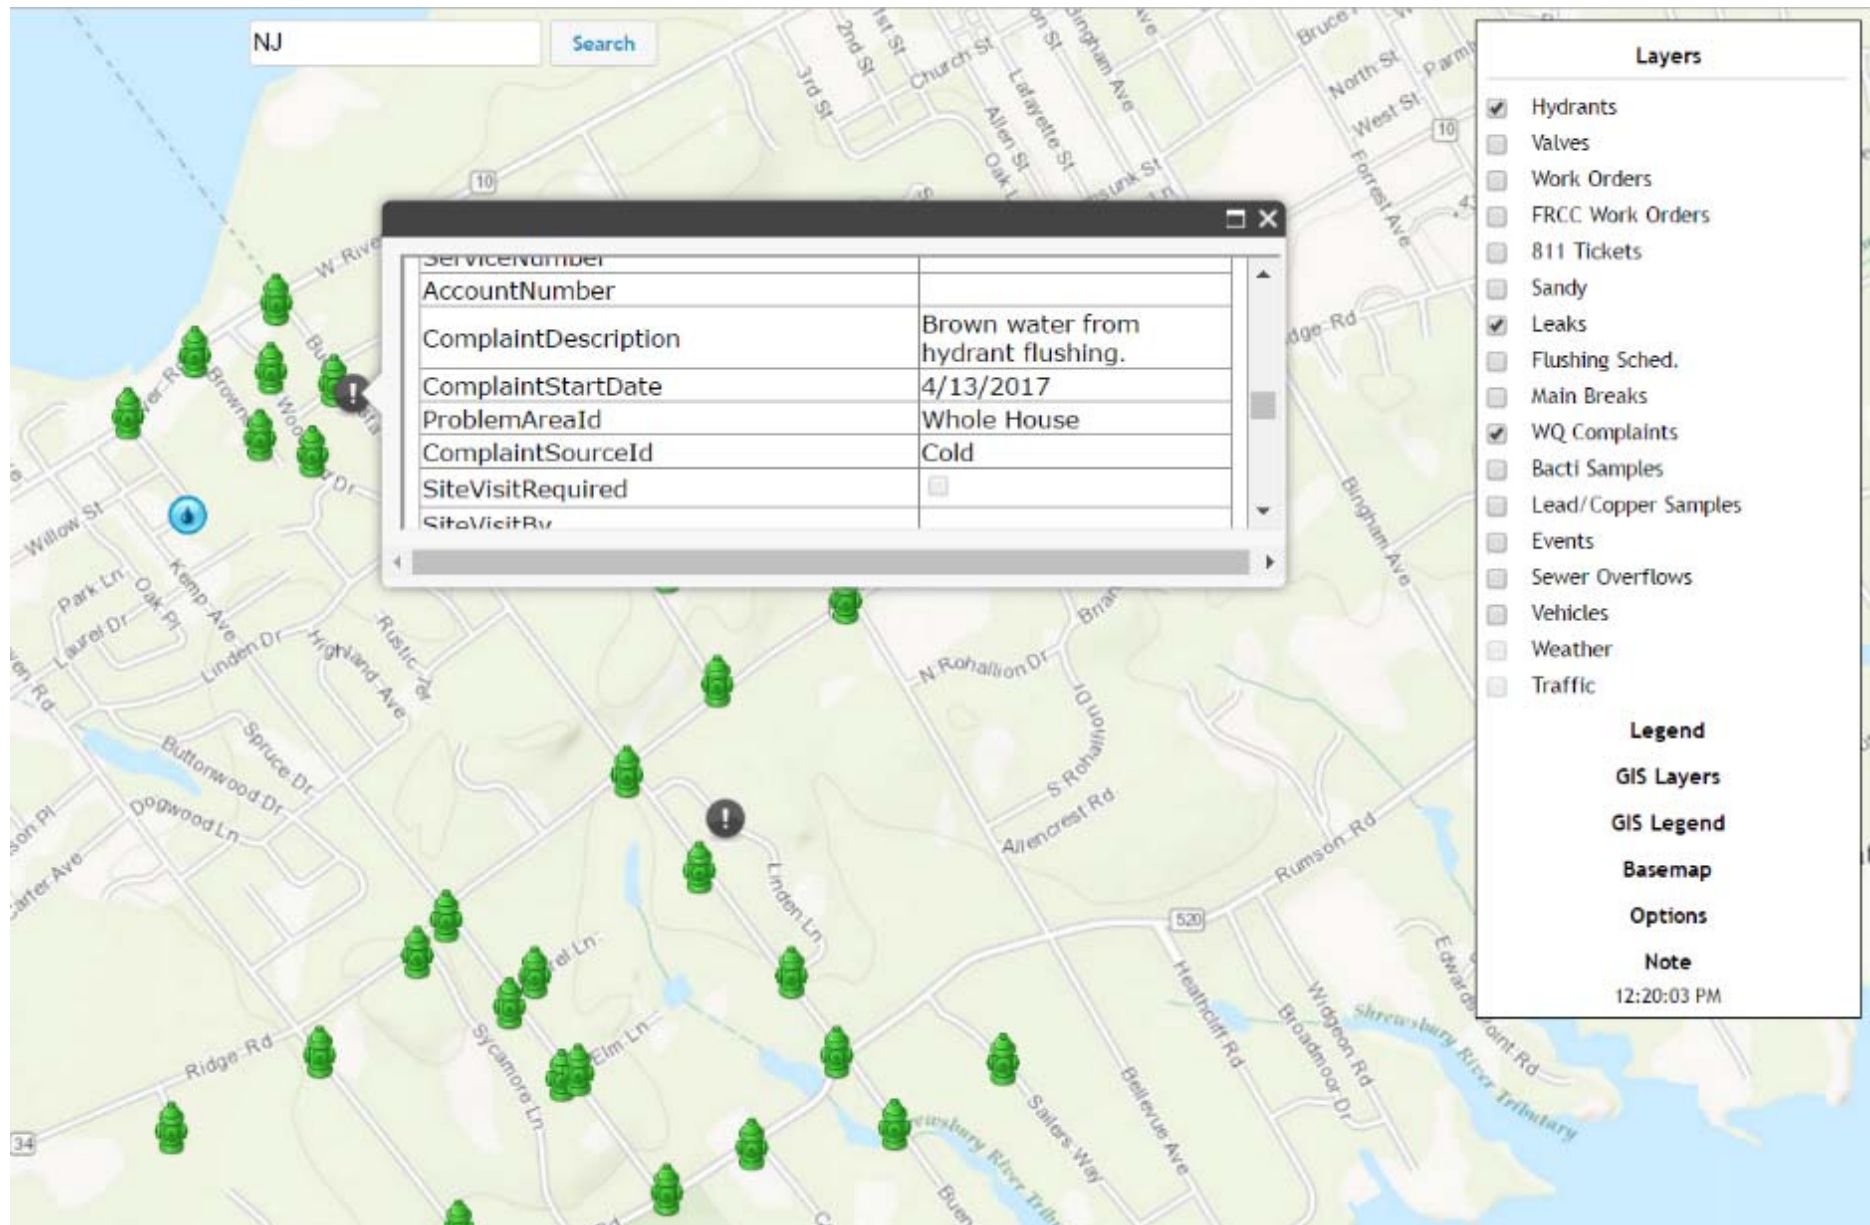 NJ
Search
2nd St
1st St
Church St
3rd St
Lafayette St
Allen St
Bingham Ave
North St
West St
Forrest Ave
10
10
ServiceNumber
AccountNumber
ComplaintDescription
Brown water from
hydrant flushing.
ComplaintStartDate
4/13/2017
ProblemAreaId
Whole House
ComplaintSourceId
Cold
SiteVisitRequired
SiteVisitBy
Layers
Hydrants
Valves
Work Orders
FRCC Work Orders
811 Tickets
Sandy
Leaks
Flushing Sched.
Main Breaks
WQ Complaints
Bacti Samples
Lead/Copper Samples
Events
Sewer Overflows
Vehicles
Weather
Traffic
Legend
GIS Layers
GIS Legend
Basemap
Options
Note
12:20:03 PM
Willow St
Park Ln
Oak Pl
Kemp Ave
Laurel Dr
Linden Dr
Highland Ave
Rustic Ter
Bingham Ave
N Rohallion Dr
Rohallion Dr
S Rohallion
Buttonwood Dr
Spruce Dr
Dogwood Ln
Allencrest Rd
Rumson Rd
Linden Ln
520
Ridge Rd
Sycamore Ln
Elm Ln
Heathcliff Rd
Widgeon Rd
Broadmoor Dr
Shrewsbury River Tributary
Bellevue Ave
Sailers Way
34